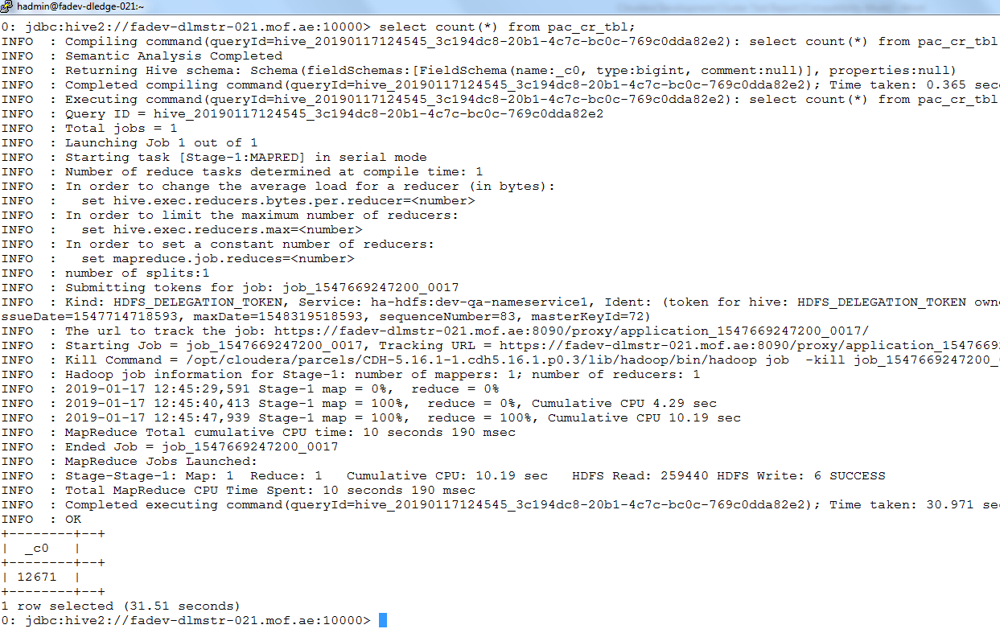 hadmin@fadev-dledge-021:~
0: jdbc:hive2://fadev-dlmstr-021.mof.ae:10000> select count(*) from pac_cr_tbl;
INFO  : Compiling command(queryId=hive_20190117124545_3c194dc8-20b1-4c7c-bc0c-769c0dda82e2): select count(*) from pac_cr_tbl
INFO  : Semantic Analysis Completed
INFO  : Returning Hive schema: Schema(fieldSchemas:[FieldSchema(name:_c0, type:bigint, comment:null)], properties:null)
INFO  : Completed compiling command(queryId=hive_20190117124545_3c194dc8-20b1-4c7c-bc0c-769c0dda82e2); Time taken: 0.365 sec
INFO  : Executing command(queryId=hive_20190117124545_3c194dc8-20b1-4c7c-bc0c-769c0dda82e2): select count(*) from pac_cr_tbl
INFO  : Query ID = hive_20190117124545_3c194dc8-20b1-4c7c-bc0c-769c0dda82e2
INFO  : Total jobs = 1
INFO  : Launching Job 1 out of 1
INFO  : Starting task [Stage-1:MAPRED] in serial mode
INFO  : Number of reduce tasks determined at compile time: 1
INFO  : In order to change the average load for a reducer (in bytes):
INFO  :   set hive.exec.reducers.bytes.per.reducer=<number>
INFO  : In order to limit the maximum number of reducers:
INFO  :   set hive.exec.reducers.max=<number>
INFO  : In order to set a constant number of reducers:
INFO  :   set mapreduce.job.reduces=<number>
INFO  : number of splits:1
INFO  : Submitting tokens for job: job_1547669247200_0017
INFO  : Kind: HDFS_DELEGATION_TOKEN, Service: ha-hdfs:dev-qa-nameservice1, Ident: (token for hive: HDFS_DELEGATION_TOKEN own
ssueDate=1547714718593, maxDate=1548319518593, sequenceNumber=83, masterKeyId=72)
INFO  : The url to track the job: https://fadev-dlmstr-021.mof.ae:8090/proxy/application_1547669247200_0017/
INFO  : Starting Job = job_1547669247200_0017, Tracking URL = https://fadev-dlmstr-021.mof.ae:8090/proxy/application_1547669
INFO  : Kill Command = /opt/cloudera/parcels/CDH-5.16.1-1.cdh5.16.1.p0.3/lib/hadoop/bin/hadoop job  -kill job_1547669247200_
INFO  : Hadoop job information for Stage-1: number of mappers: 1; number of reducers: 1
INFO  : 2019-01-17 12:45:29,591 Stage-1 map = 0%,  reduce = 0%
INFO  : 2019-01-17 12:45:40,413 Stage-1 map = 100%,  reduce = 0%, Cumulative CPU 4.29 sec
INFO  : 2019-01-17 12:45:47,939 Stage-1 map = 100%,  reduce = 100%, Cumulative CPU 10.19 sec
INFO  : MapReduce Total cumulative CPU time: 10 seconds 190 msec
INFO  : Ended Job = job_1547669247200_0017
INFO  : MapReduce Jobs Launched:
INFO  : Stage-Stage-1: Map: 1  Reduce: 1   Cumulative CPU: 10.19 sec   HDFS Read: 259440 HDFS Write: 6 SUCCESS
INFO  : Total MapReduce CPU Time Spent: 10 seconds 190 msec
INFO  : Completed executing command(queryId=hive_20190117124545_3c194dc8-20b1-4c7c-bc0c-769c0dda82e2); Time taken: 30.971 se
INFO  : OK
+--------+--+
|  _c0   |
+--------+--+
| 12671  |
+--------+--+
1 row selected (31.51 seconds)
0: jdbc:hive2://fadev-dlmstr-021.mof.ae:10000>